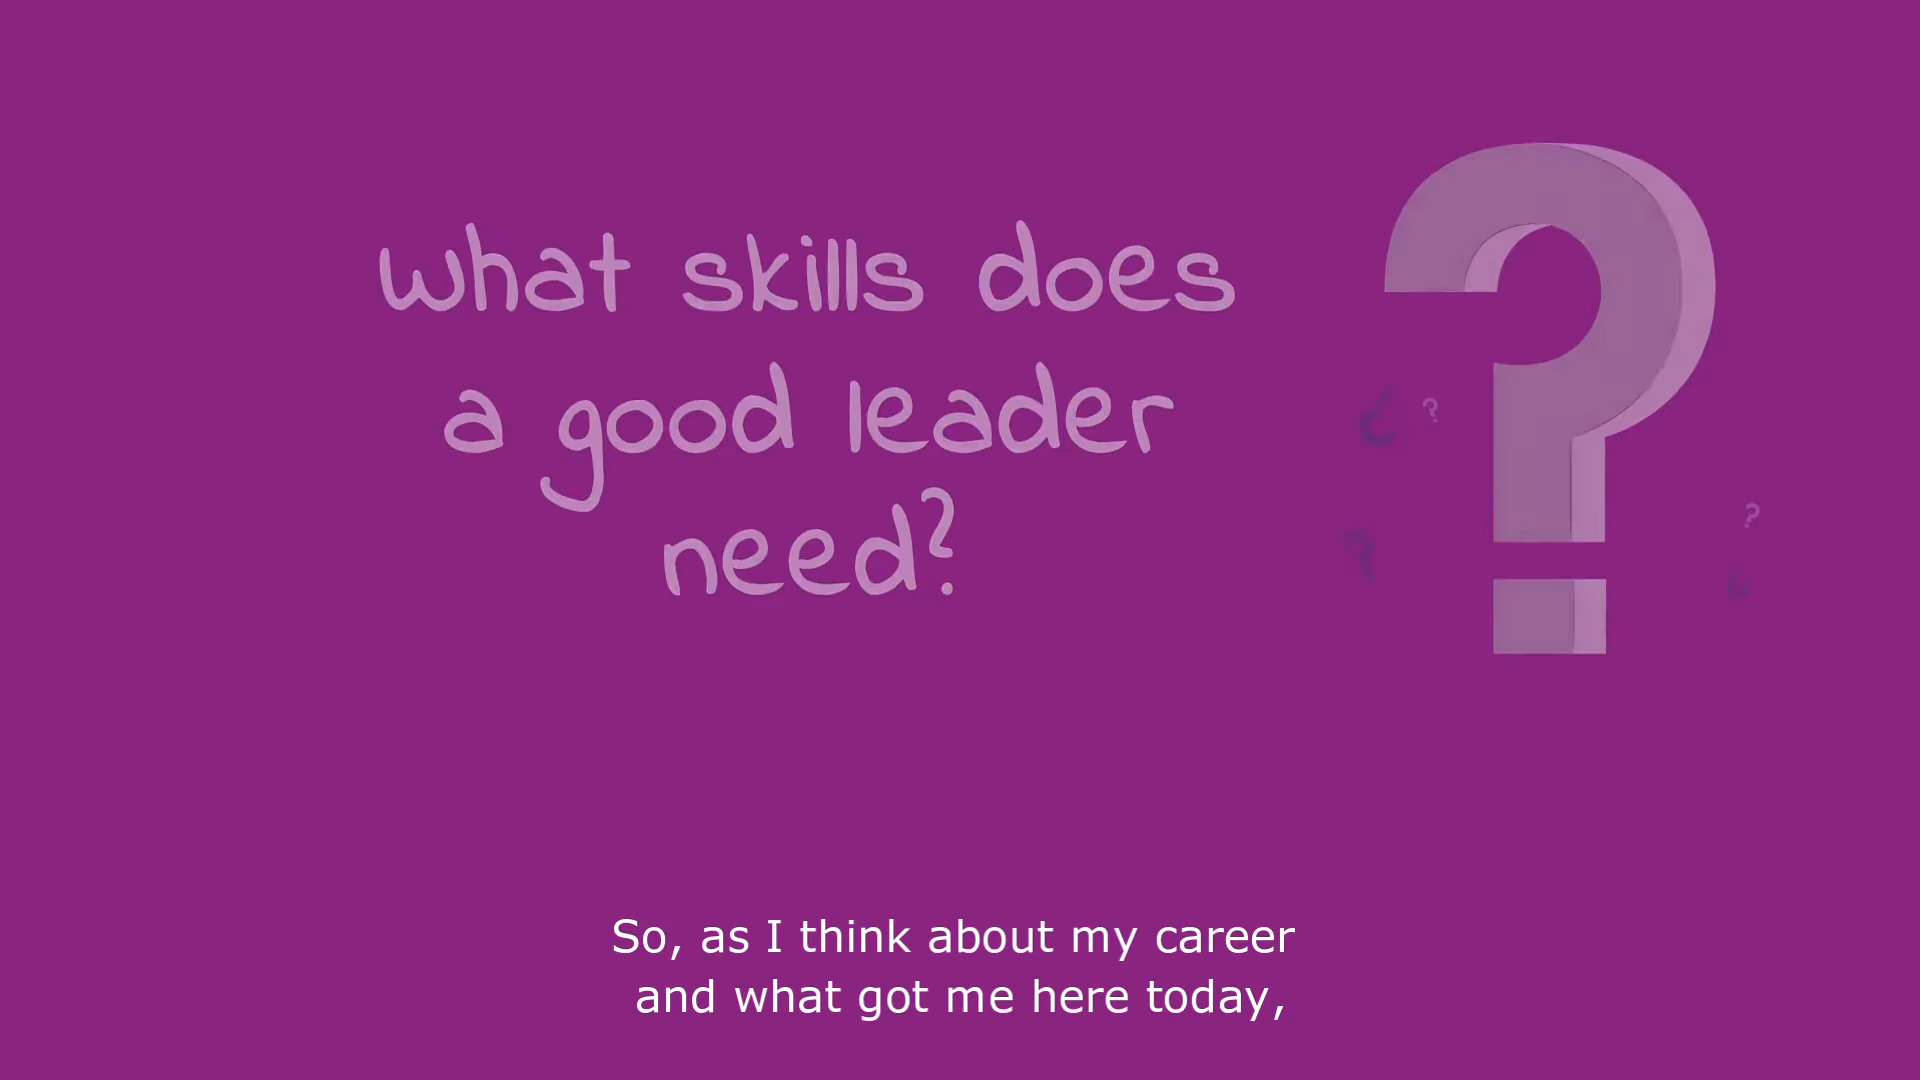 What skills does
a good leader
need?
?
?
?
So, as I think about my career
and what got me here today,